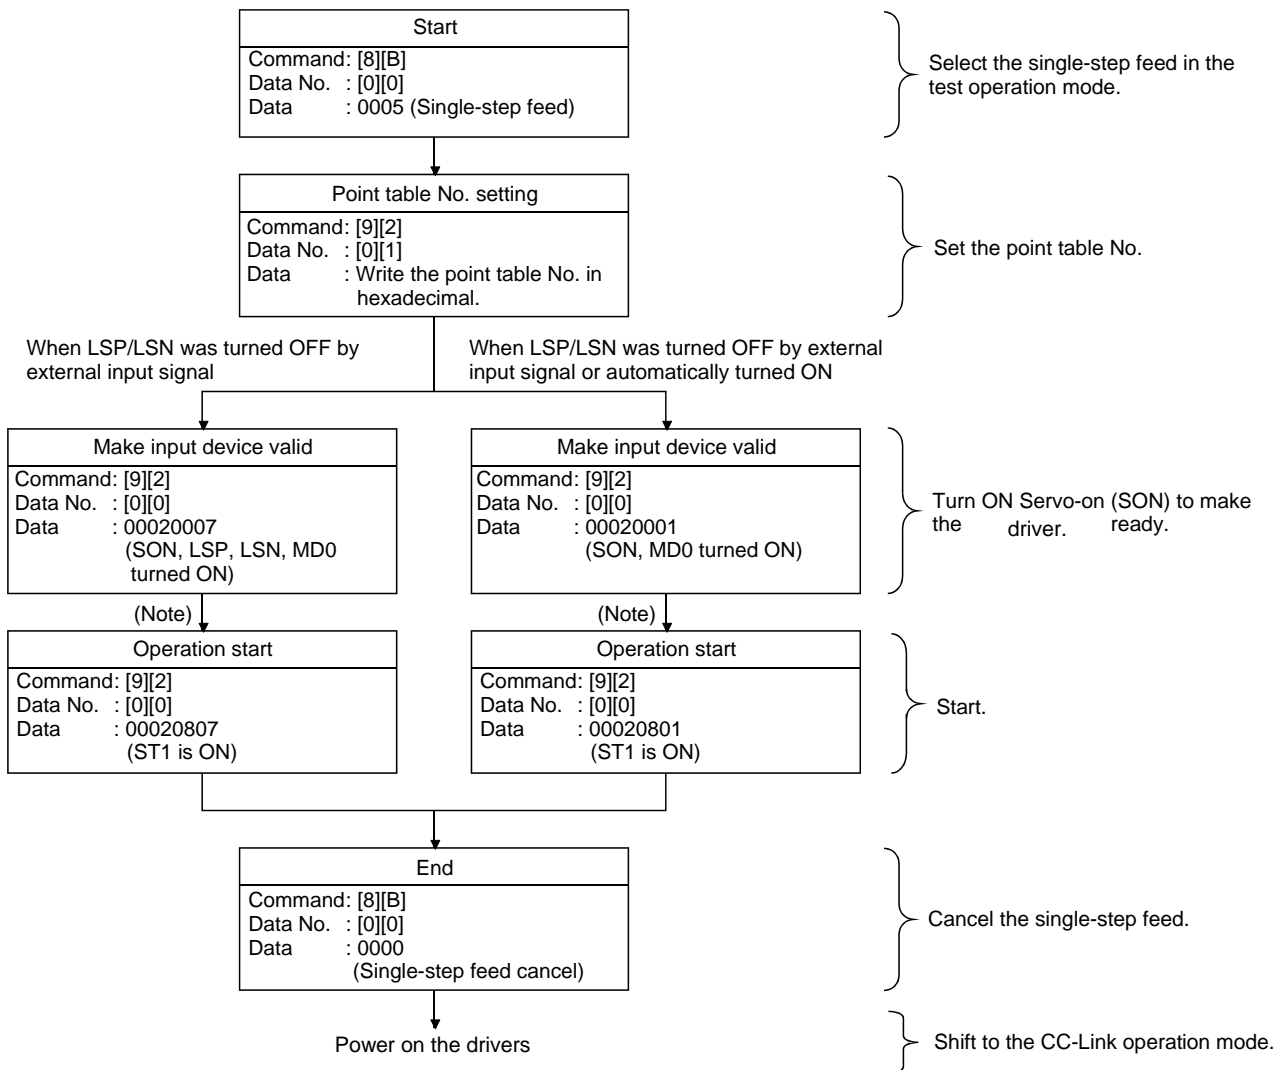 Start
Command: [8][B]
Data No. : [0][0]
Data : 0005 (Single-step feed)
Select the single-step feed in the
test operation mode.
Point table No. setting
Command: [9][2]
Data No. : [0][1]
Data : Write the point table No. in
hexadecimal.
Set the point table No.
When LSP/LSN was turned OFF by
external input signal
When LSP/LSN was turned OFF by external
input signal or automatically turned ON
Make input device valid
Command: [9][2]
Data No. : [0][0]
Data : 00020007
(SON, LSP, LSN, MD0
turned ON)
Make input device valid
Command: [9][2]
Data No. : [0][0]
Data : 00020001
(SON, MD0 turned ON)
Turn ON Servo-on (SON) to make
the driver. ready.
(Note)
(Note)
Operation start
Command: [9][2]
Data No. : [0][0]
Data : 00020807
(ST1 is ON)
Operation start
Command: [9][2]
Data No. : [0][0]
Data : 00020801
(ST1 is ON)
Start.
End
Command: [8][B]
Data No. : [0][0]
Data : 0000
(Single-step feed cancel)
Cancel the single-step feed.
Power on the drivers
Shift to the CC-Link operation mode.